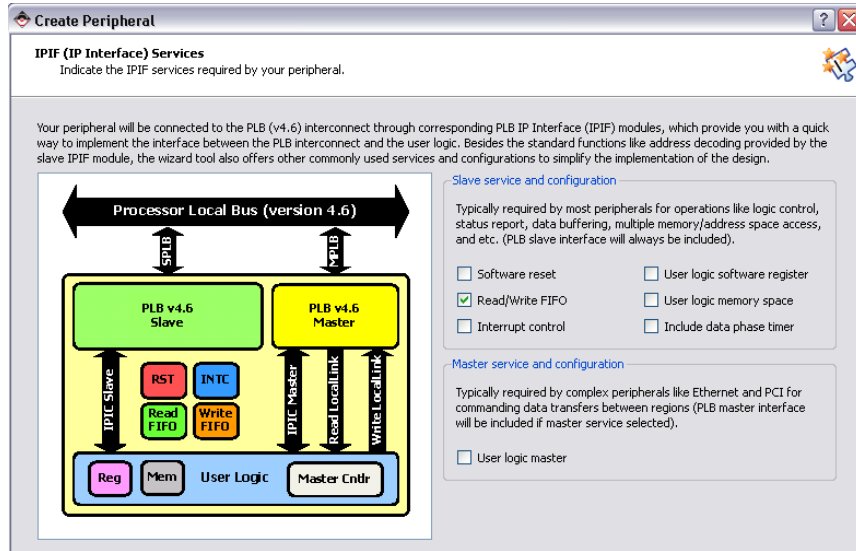 Create Peripheral
IPIF (IP Interface) Services
Indicate the IPIF services required by your peripheral.
Your peripheral will be connected to the PLB (v4.6) interconnect through corresponding PLB IP Interface (IPIF) modules, which provide you with a quick
way to implement the interface between the PLB interconnect and the user logic. Besides the standard functions like address decoding provided by the
slave IPIF module, the wizard tool also offers other commonly used services and configurations to simplify the implementation of the design.
Processor Local Bus (version 4.6)
SPLB
MPLB
PLB v4.6
Slave
PLB v4.6
Master
IPIC Slave
RST
INTC
Read
FIFO
Write
FIFO
IPIC Master
Read LocalLink
Write LocalLink
Reg
Mem
User Logic
Master Cntlr
Slave service and configuration
Typically required by most peripherals for operations like logic control,
status report, data buffering, multiple memory/address space access,
and etc. (PLB slave interface will always be included).
Software reset
User logic software register
Read/Write FIFO
User logic memory space
Interrupt control
Include data phase timer
Master service and configuration
Typically required by complex peripherals like Ethernet and PCI for
commanding data transfers between regions (PLB master interface
will be included if master service selected).
User logic master